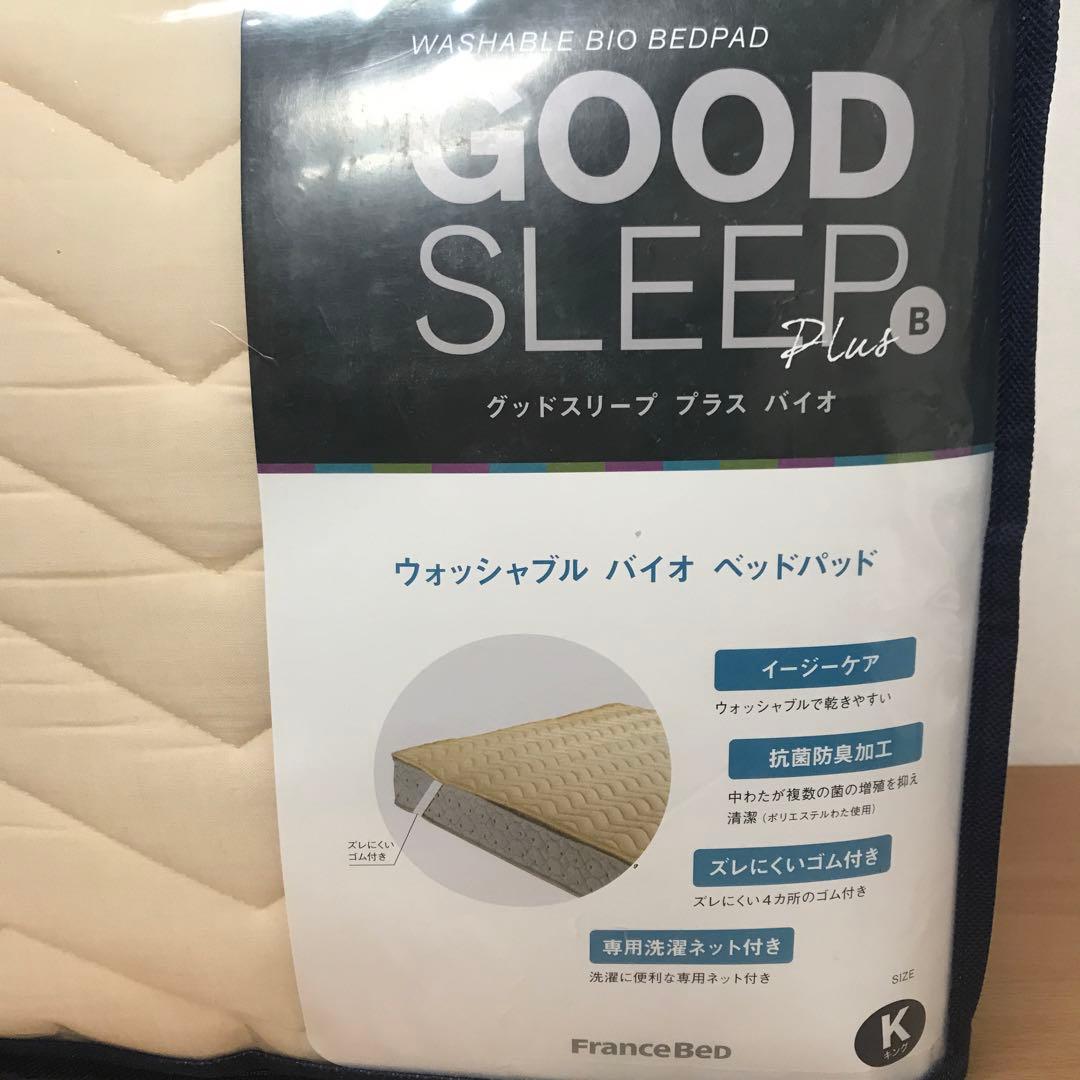 WASHABLE BIO BEDPAD
GOOD
SLEEP
Plus B
グッドスリープ プラス バイオ
ウォッシャブル バイオ ベッドパッド
イージーケア
ウォッシャブルで乾きやすい
抗菌防臭加工
中わたが複数の菌の増殖を抑え
清潔(ポリエステルわた使用)
ズレにくい
ゴム付き
ズレにくいゴム付き
ズレにくい4カ所のゴム付き
専用洗濯ネット付き
洗濯に便利な専用ネット付き
SIZE
K
キング
FRANCEBED